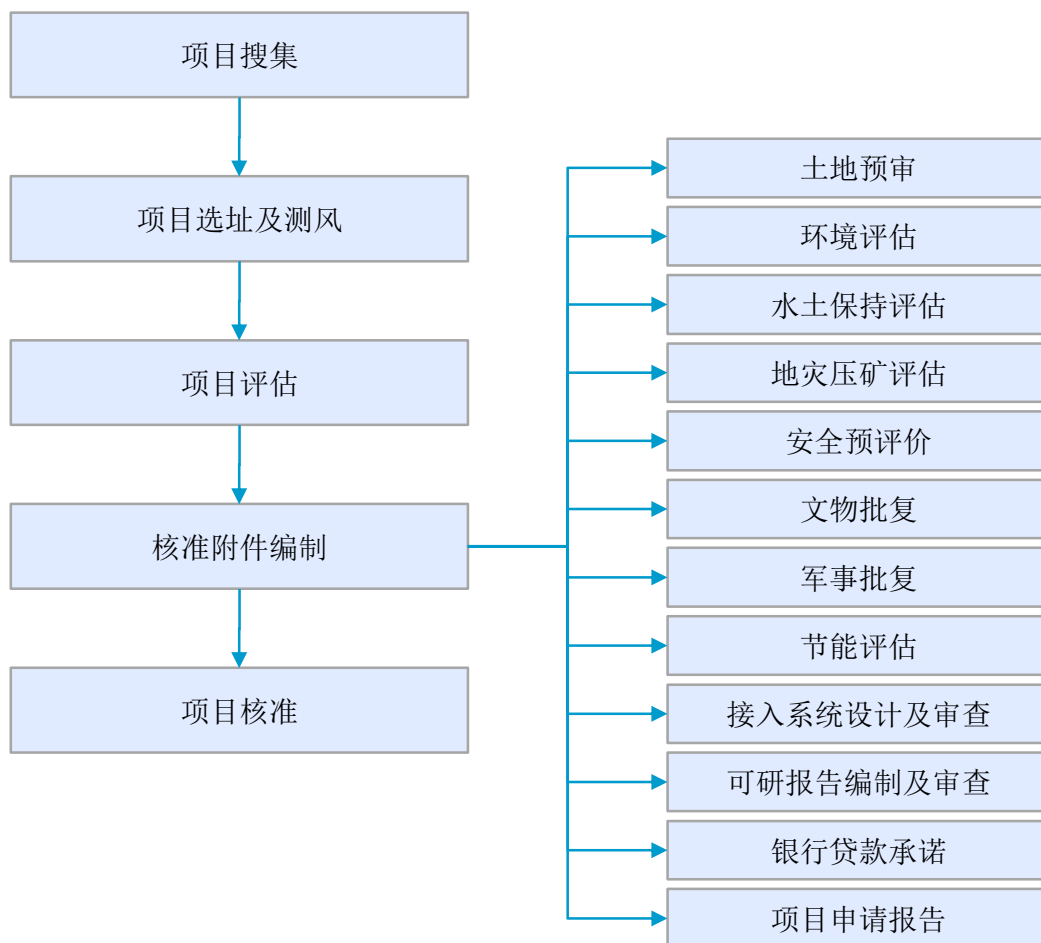 项目搜集
项目选址及测风
项目评估
核准附件编制
项目核准
土地预审
环境评估
水土保持评估
地灾压矿评估
安全预评价
文物批复
军事批复
节能评估
接入系统设计及审查
可研报告编制及审查
银行贷款承诺
项目申请报告